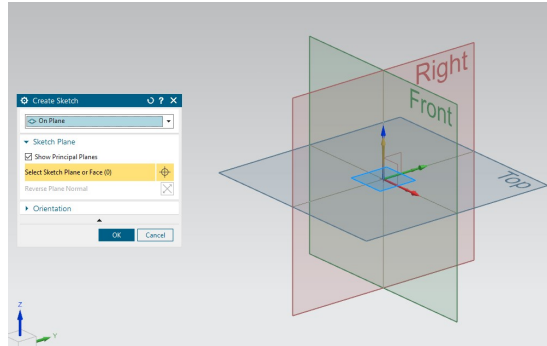 Create Sketch
On Plane
Sketch Plane
Show Principal Planes
Select Sketch Plane or Face (0)
Reverse Plane Normal
Orientation
OK Cancel
Right
Front
Top
Z
Y